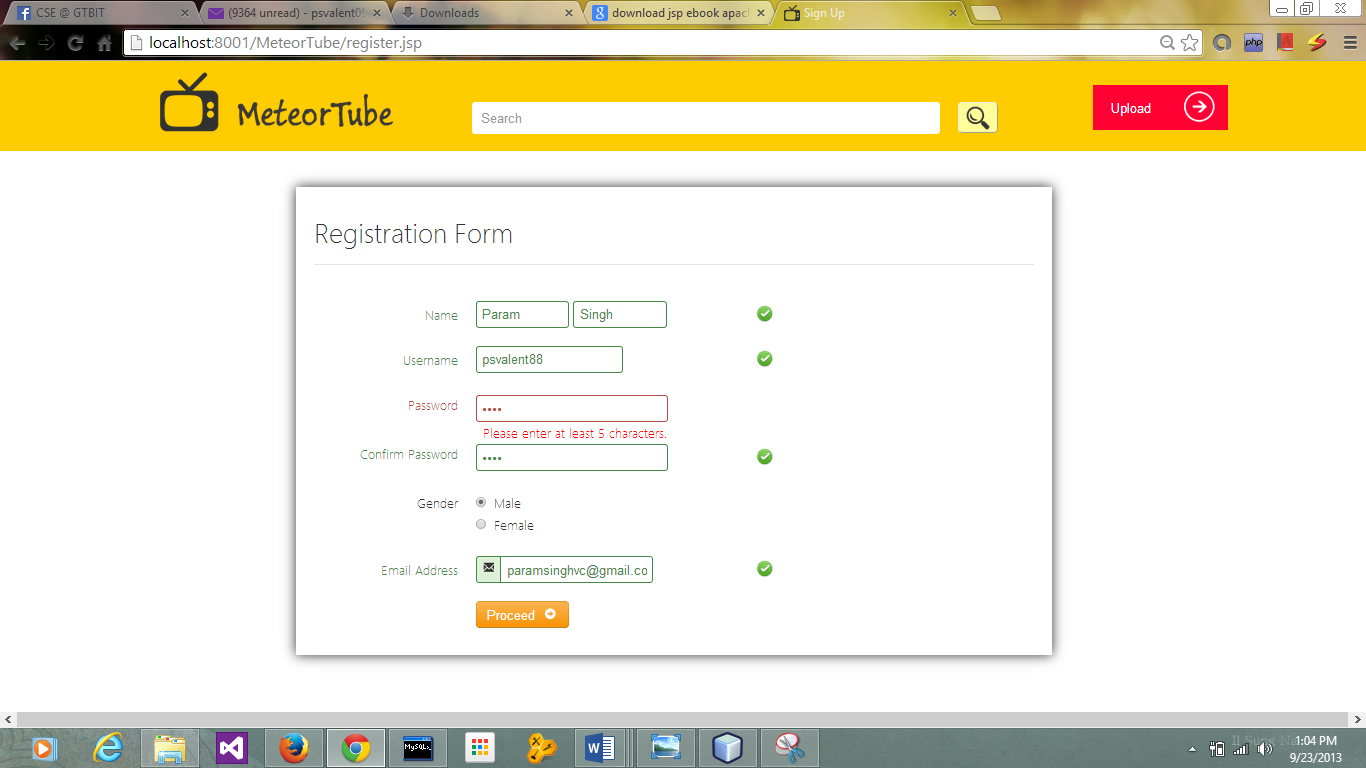 CSE @ GTBIT
(9364 unread) - psvalent0
Downloads
download jsp ebook apac
Sign Up
localhost:8001/MeteorTube/register.jsp
php
MeteorTube
Search
Upload
Registration Form
Name Param Singh
Username psvalent88
Password ••••
Please enter at least 5 characters.
Confirm Password ••••
Gender Male
Female
Email Address paramsinghvc@gmail.co
Proceed
MySQL
1:04 PM
9/23/2013